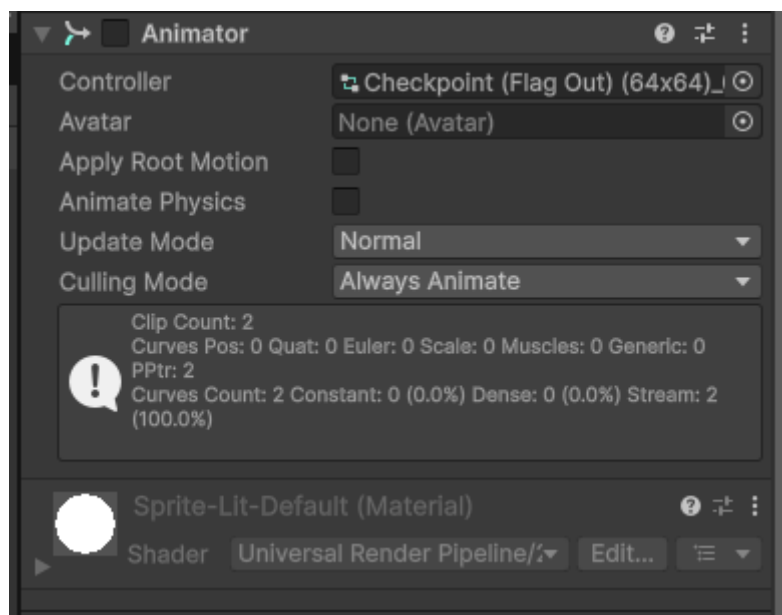 Animator
Controller Checkpoint (Flag Out) (64x64)_
Avatar None (Avatar)
Apply Root Motion
Animate Physics
Update Mode Normal
Culling Mode Always Animate
Clip Count: 2
Curves Pos: 0 Quat: 0 Euler: 0 Scale: 0 Muscles: 0 Generic: 0
PPtr: 2
Curves Count: 2 Constant: 0 (0.0%) Dense: 0 (0.0%) Stream: 2
(100.0%)
Sprite-Lit-Default (Material)
Shader Universal Render Pipeline/ Edit...